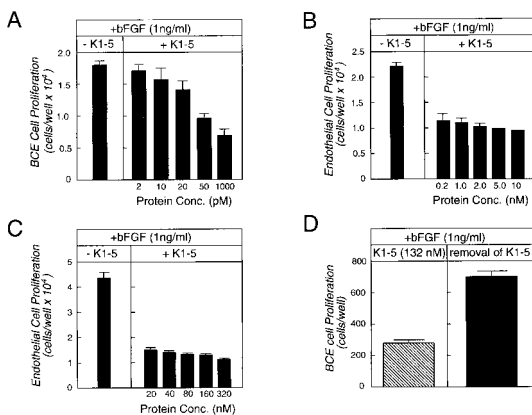 A
+bFGF (1ng/ml)
- K1-5
+ K1-5
BCE Cell Proliferation
(cells/well x 10⁴)
2.0
1.5
1.0
0.5
0
2 10 20 50 1000
Protein Conc. (pM)
B
+bFGF (1ng/ml)
- K1-5
+ K1-5
Endothelial Cell Proliferation
(cells/well x 10⁴)
2.5
2.0
1.5
1.0
0.5
0
0.2 1.0 2.0 5.0 10
Protein Conc. (nM)
C
+bFGF (1ng/ml)
- K1-5
+ K1-5
Endothelial Cell Proliferation
(cells/well x 10⁴)
5
4
3
2
1
0
20 40 80 160 320
Protein Conc. (nM)
D
+bFGF (1ng/ml)
K1-5 (132 nM)
removal of K1-5
BCE cell Proliferation
(cells/well)
800
600
400
200
0